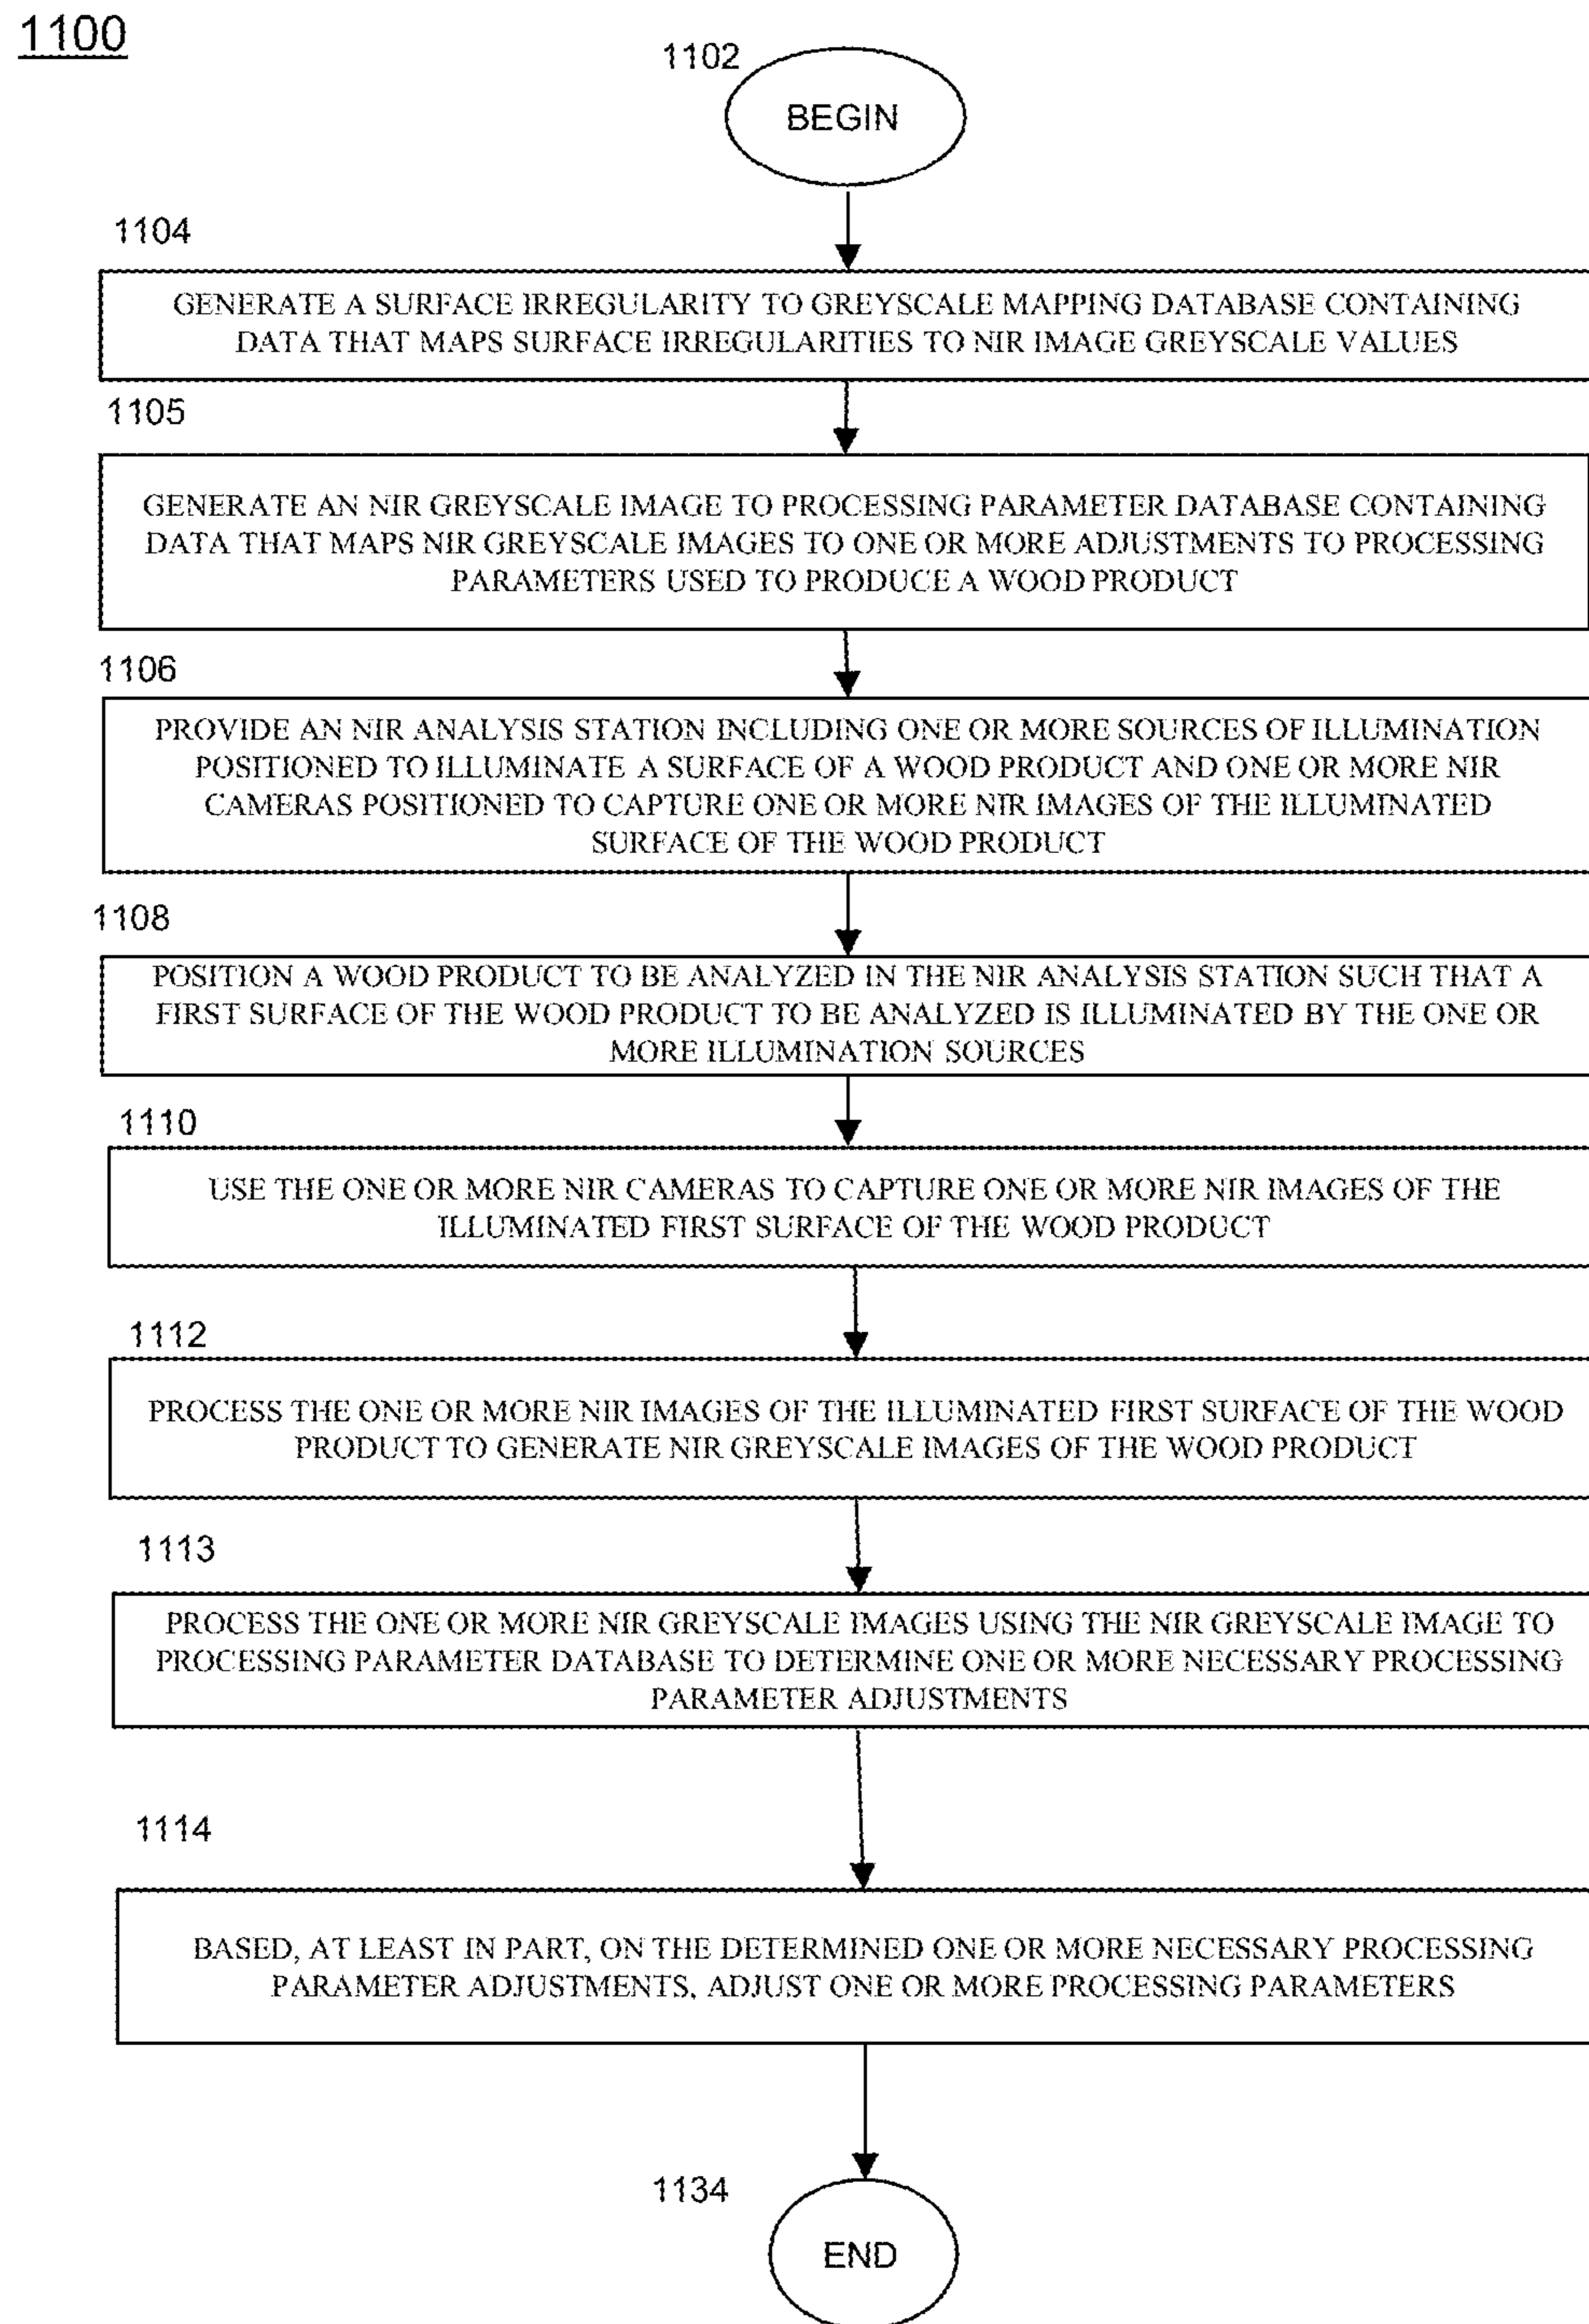 1100
1102
BEGIN
1104
GENERATE A SURFACE IRREGULARITY TO GREYSCALE MAPPING DATABASE CONTAINING
DATA THAT MAPS SURFACE IRREGULARITIES TO NIR IMAGE GREYSCALE VALUES
1105
GENERATE AN NIR GREYSCALE IMAGE TO PROCESSING PARAMETER DATABASE CONTAINING
DATA THAT MAPS NIR GREYSCALE IMAGES TO ONE OR MORE ADJUSTMENTS TO PROCESSING
PARAMETERS USED TO PRODUCE A WOOD PRODUCT
1106
PROVIDE AN NIR ANALYSIS STATION INCLUDING ONE OR MORE SOURCES OF ILLUMINATION
POSITIONED TO ILLUMINATE A SURFACE OF A WOOD PRODUCT AND ONE OR MORE NIR
CAMERAS POSITIONED TO CAPTURE ONE OR MORE NIR IMAGES OF THE ILLUMINATED
SURFACE OF THE WOOD PRODUCT
1108
POSITION A WOOD PRODUCT TO BE ANALYZED IN THE NIR ANALYSIS STATION SUCH THAT A
FIRST SURFACE OF THE WOOD PRODUCT TO BE ANALYZED IS ILLUMINATED BY THE ONE OR
MORE ILLUMINATION SOURCES
1110
USE THE ONE OR MORE NIR CAMERAS TO CAPTURE ONE OR MORE NIR IMAGES OF THE
ILLUMINATED FIRST SURFACE OF THE WOOD PRODUCT
1112
PROCESS THE ONE OR MORE NIR IMAGES OF THE ILLUMINATED FIRST SURFACE OF THE WOOD
PRODUCT TO GENERATE NIR GREYSCALE IMAGES OF THE WOOD PRODUCT
1113
PROCESS THE ONE OR MORE NIR GREYSCALE IMAGES USING THE NIR GREYSCALE IMAGE TO
PROCESSING PARAMETER DATABASE TO DETERMINE ONE OR MORE NECESSARY PROCESSING
PARAMETER ADJUSTMENTS
1114
BASED, AT LEAST IN PART, ON THE DETERMINED ONE OR MORE NECESSARY PROCESSING
PARAMETER ADJUSTMENTS, ADJUST ONE OR MORE PROCESSING PARAMETERS
1134
END